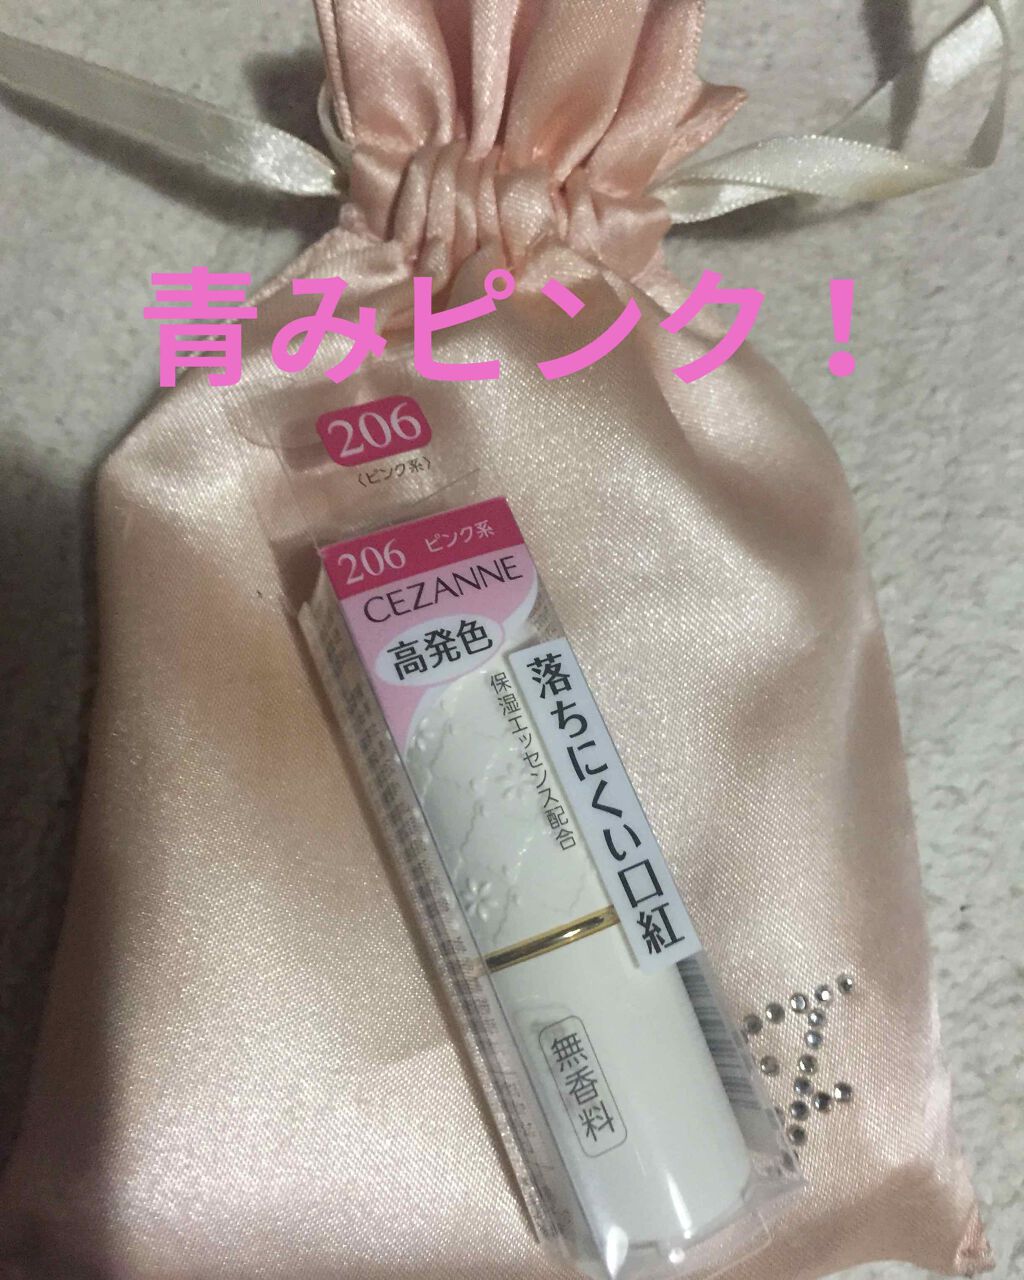 青みピンク！
206
〈ピンク系〉
206 ピンク系
CEZANNE
高発色
保湿エッセンス配合
落ちにくい口紅
無香料